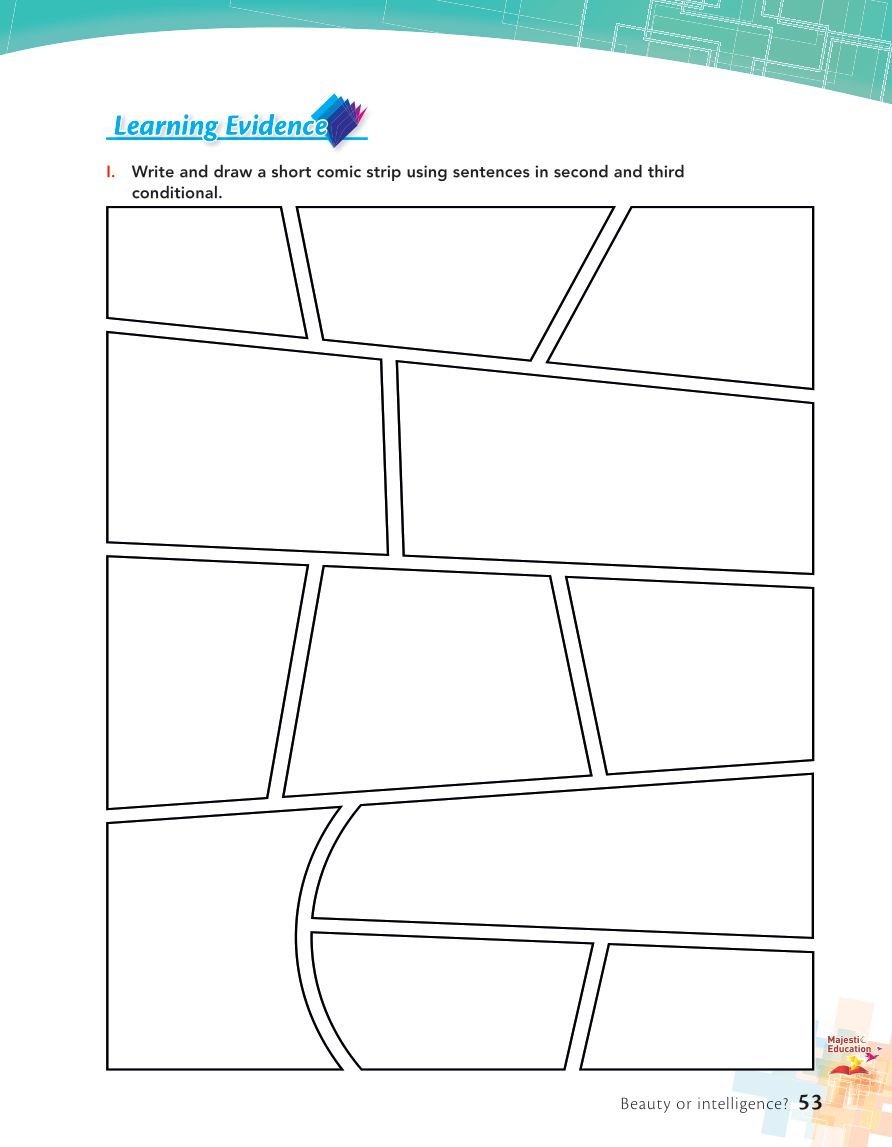 Learning Evidence
I. Write and draw a short comic strip using sentences in second and third
conditional.
Majestic
Education
Beauty or intelligence? 53